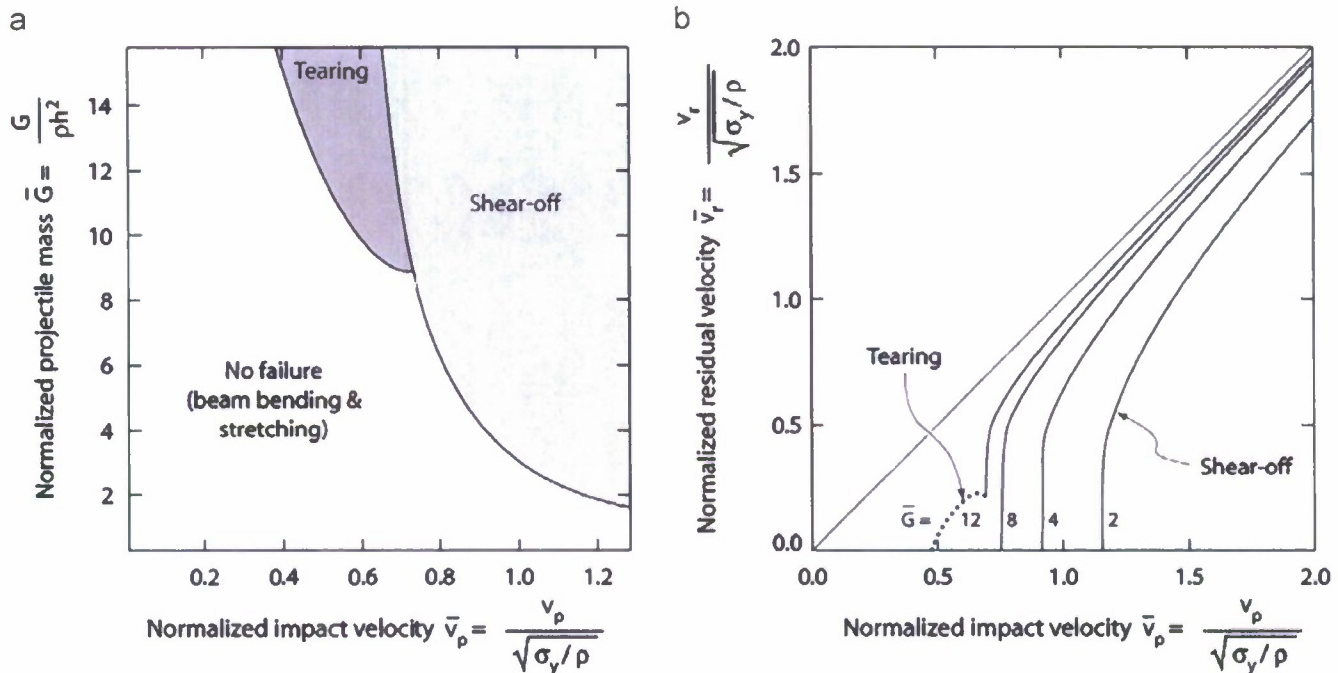 a
Normalized projectile mass G̅ = G / ρh²
14
12
10
8
6
4
2
Tearing
Shear-off
No failure
(beam bending &
stretching)
0.2 0.4 0.6 0.8 1.0 1.2
Normalized impact velocity v̅p = vp / √σy/ρ
b
Normalized residual velocity v̅r = vr / √σy/ρ
2.0
1.5
1.0
0.5
0.0
Tearing
Shear-off
G̅ = 12 8 4 2
0.0 0.5 1.0 1.5 2.0
Normalized impact velocity v̅p = vp / √σy/ρ